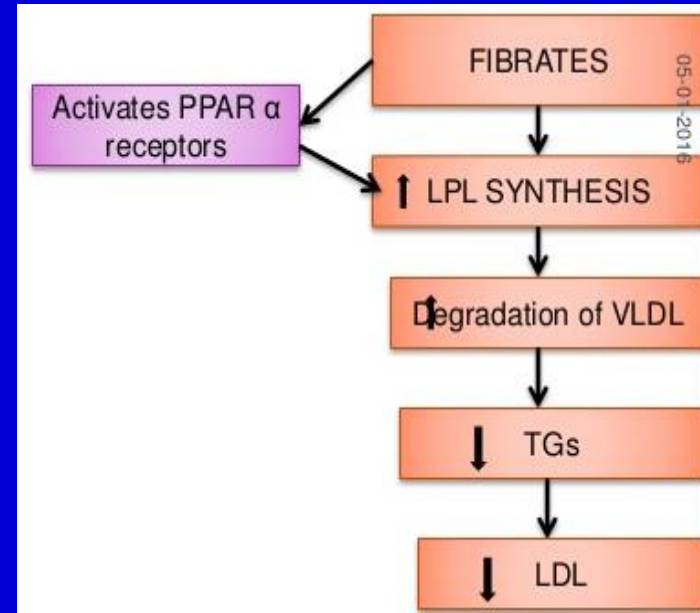 FIBRATES
05-01-2016
Activates PPAR α
receptors
LPL SYNTHESIS
Degradation of VLDL
TGs
LDL